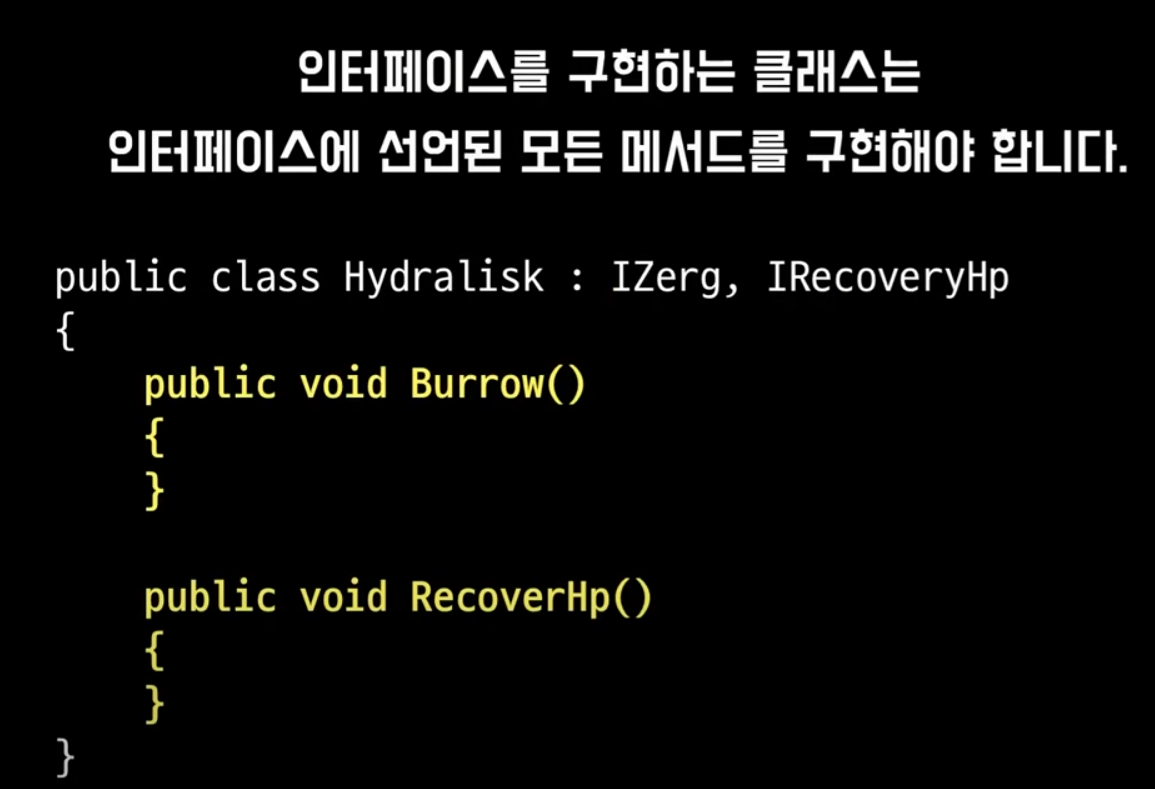 인터페이스를 구현하는 클래스는
인터페이스에 선언된 모든 메서드를 구현해야 합니다.
public class Hydralisk : IZerg, IRecoveryHp
{
    public void Burrow()
    {
    }
    public void RecoverHp()
    {
    }
}